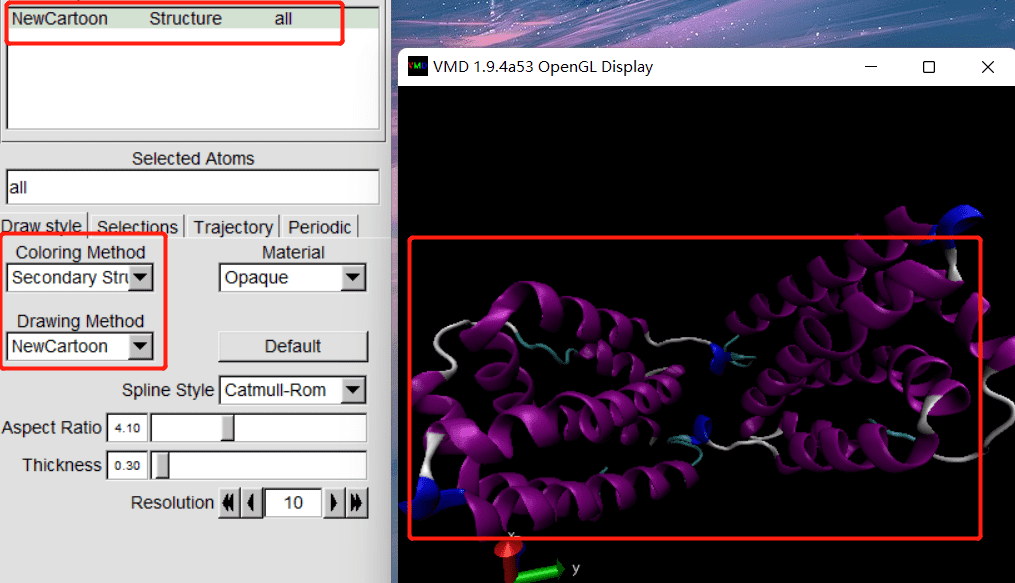 NewCartoon Structure all
VMD 1.9.4a53 OpenGL Display
Selected Atoms
all
Draw style Selections Trajectory Periodic
Coloring Method Material
Secondary Stru Opaque
Drawing Method
NewCartoon Default
Spline Style Catmull-Rom
Aspect Ratio 4.10
Thickness 0.30
Resolution 10
x
y